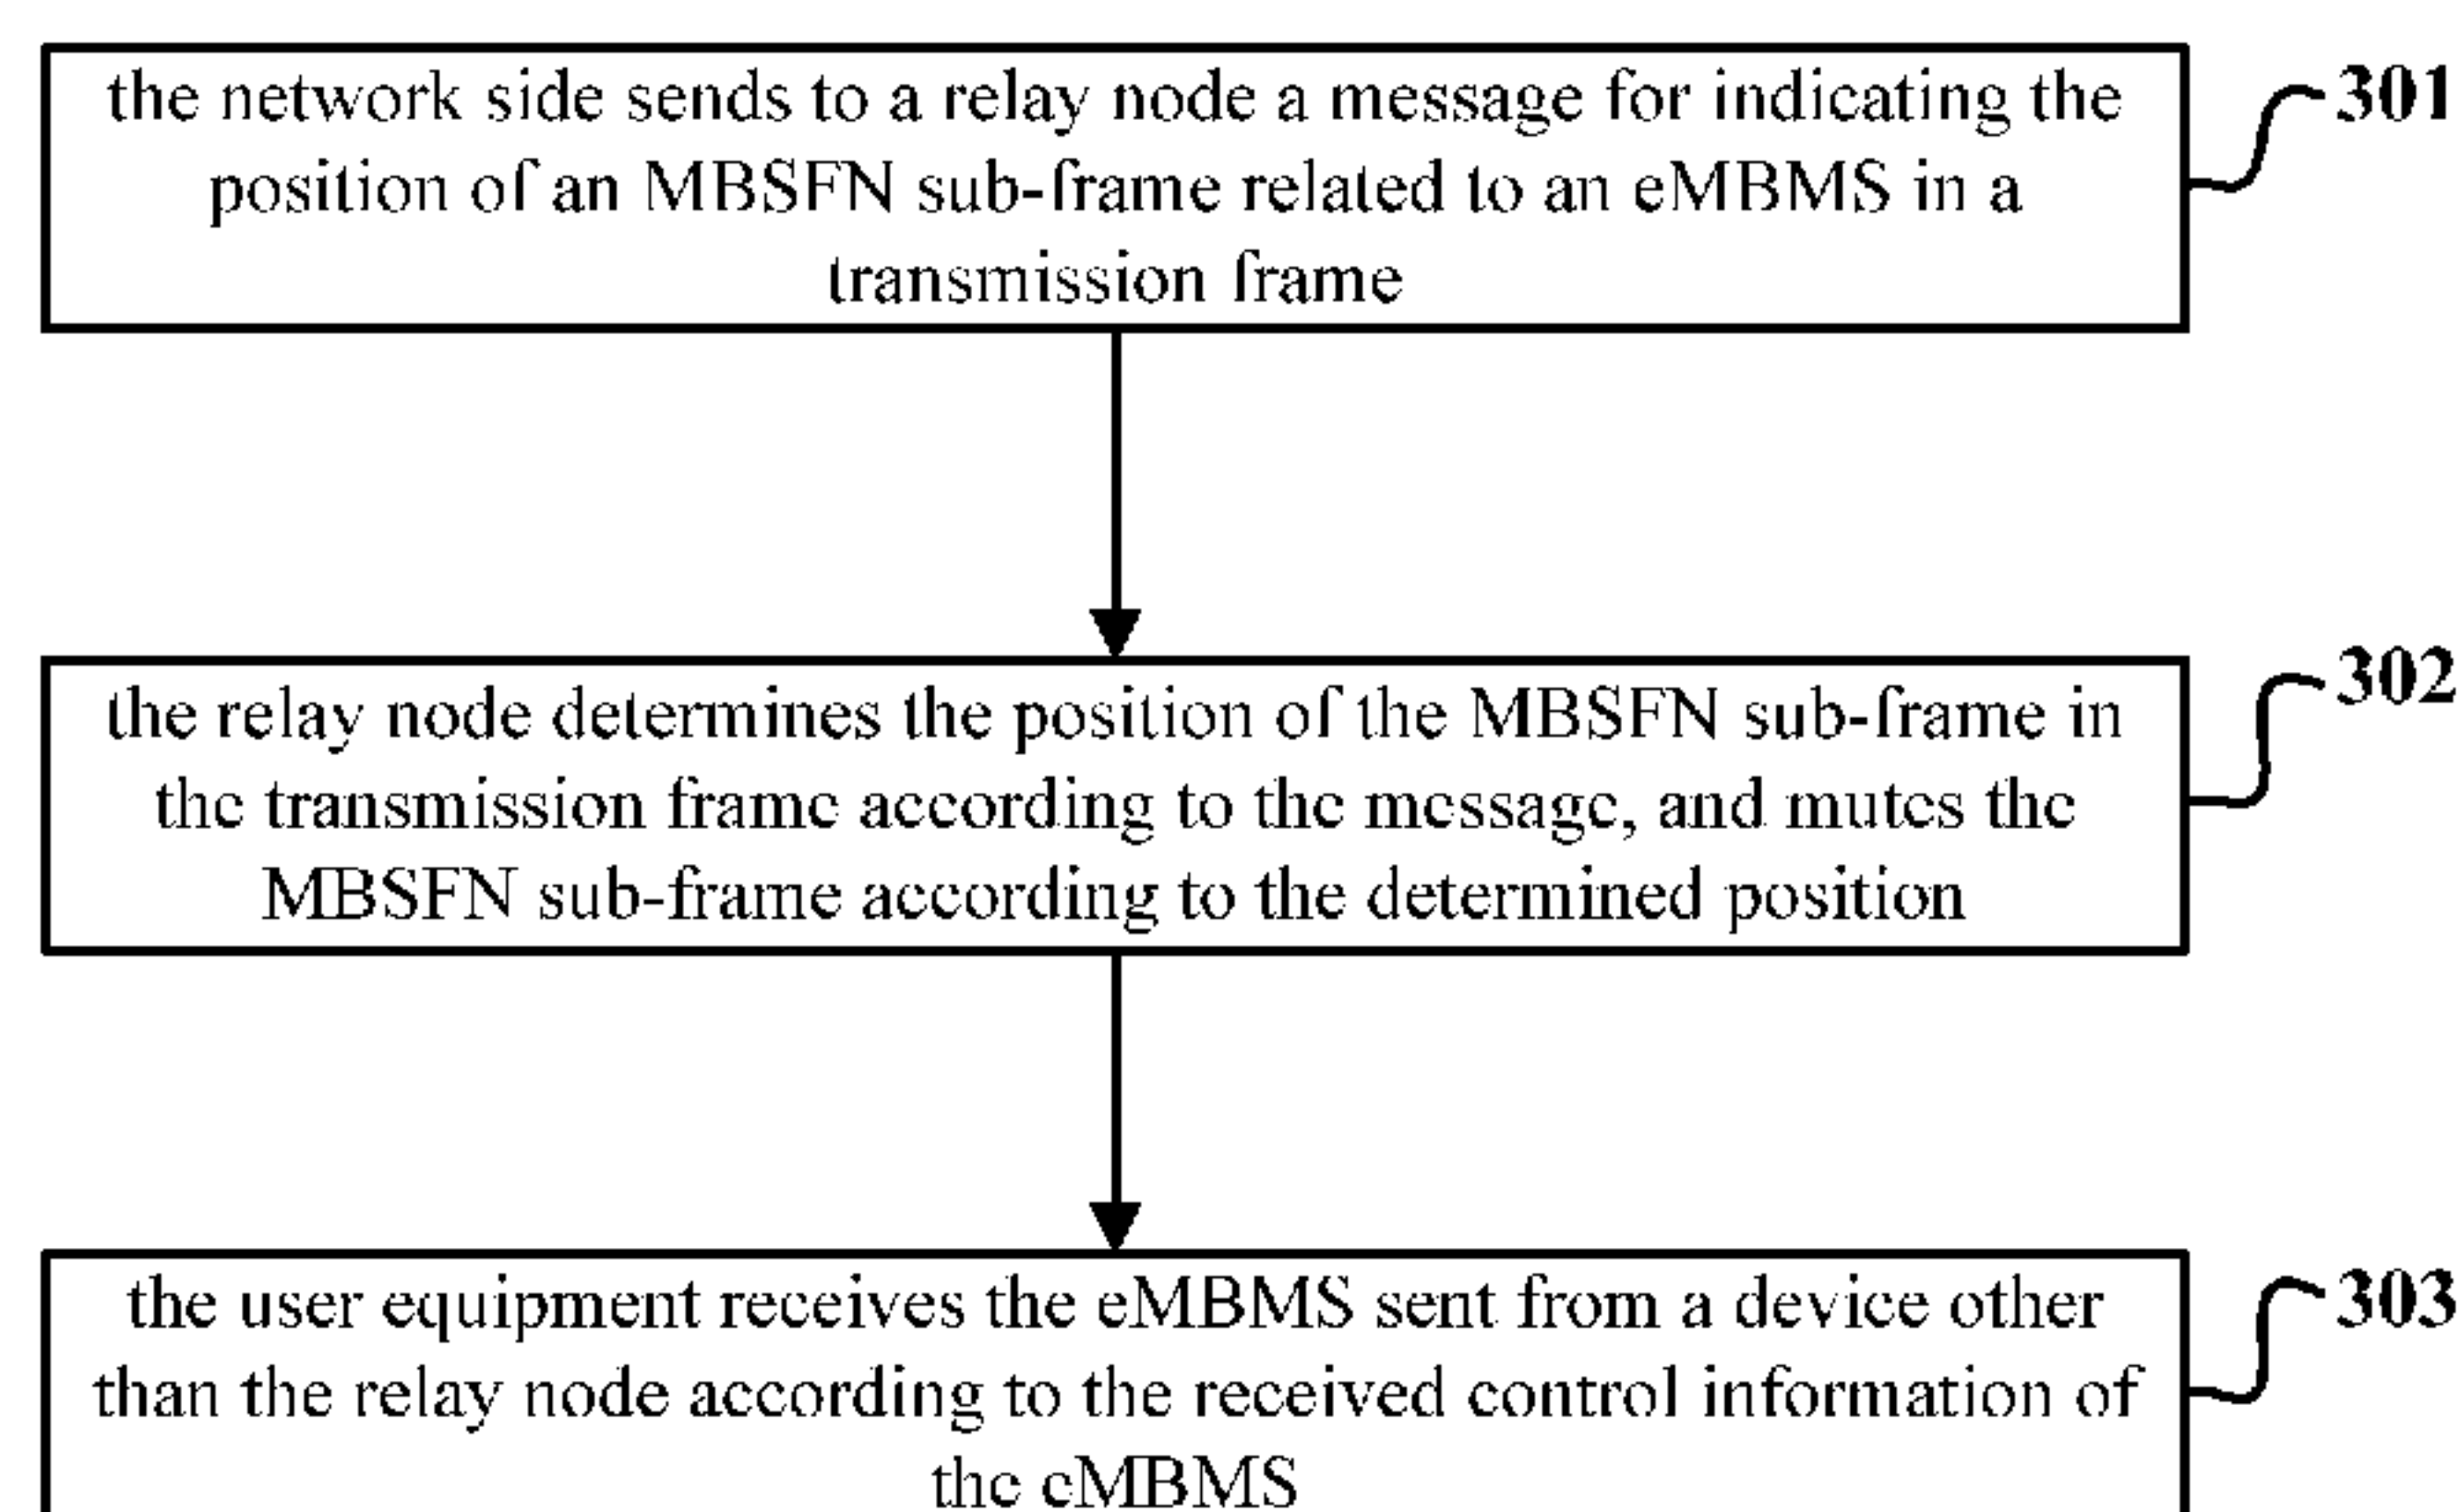 the network side sends to a relay node a message for indicating the
301
position of an MBSFN sub-frame related to an eMBMS in a
transmission frame
the relay node determines the position of the MBSFN sub-frame in
302
the transmission frame according to the message, and mutes the
MBSFN sub-frame according to the determined position
the user equipment receives the eMBMS sent from a device other
303
than the relay node according to the received control information of
the eMBMS